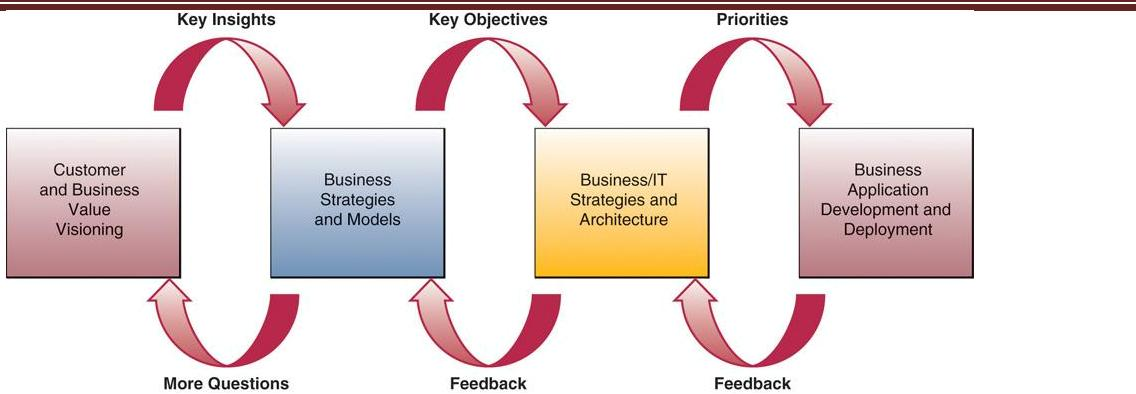 Key Insights
Key Objectives
Priorities
Customer
and Business
Value
Visioning
Business
Strategies
and Models
Business/IT
Strategies and
Architecture
Business
Application
Development and
Deployment
More Questions
Feedback
Feedback